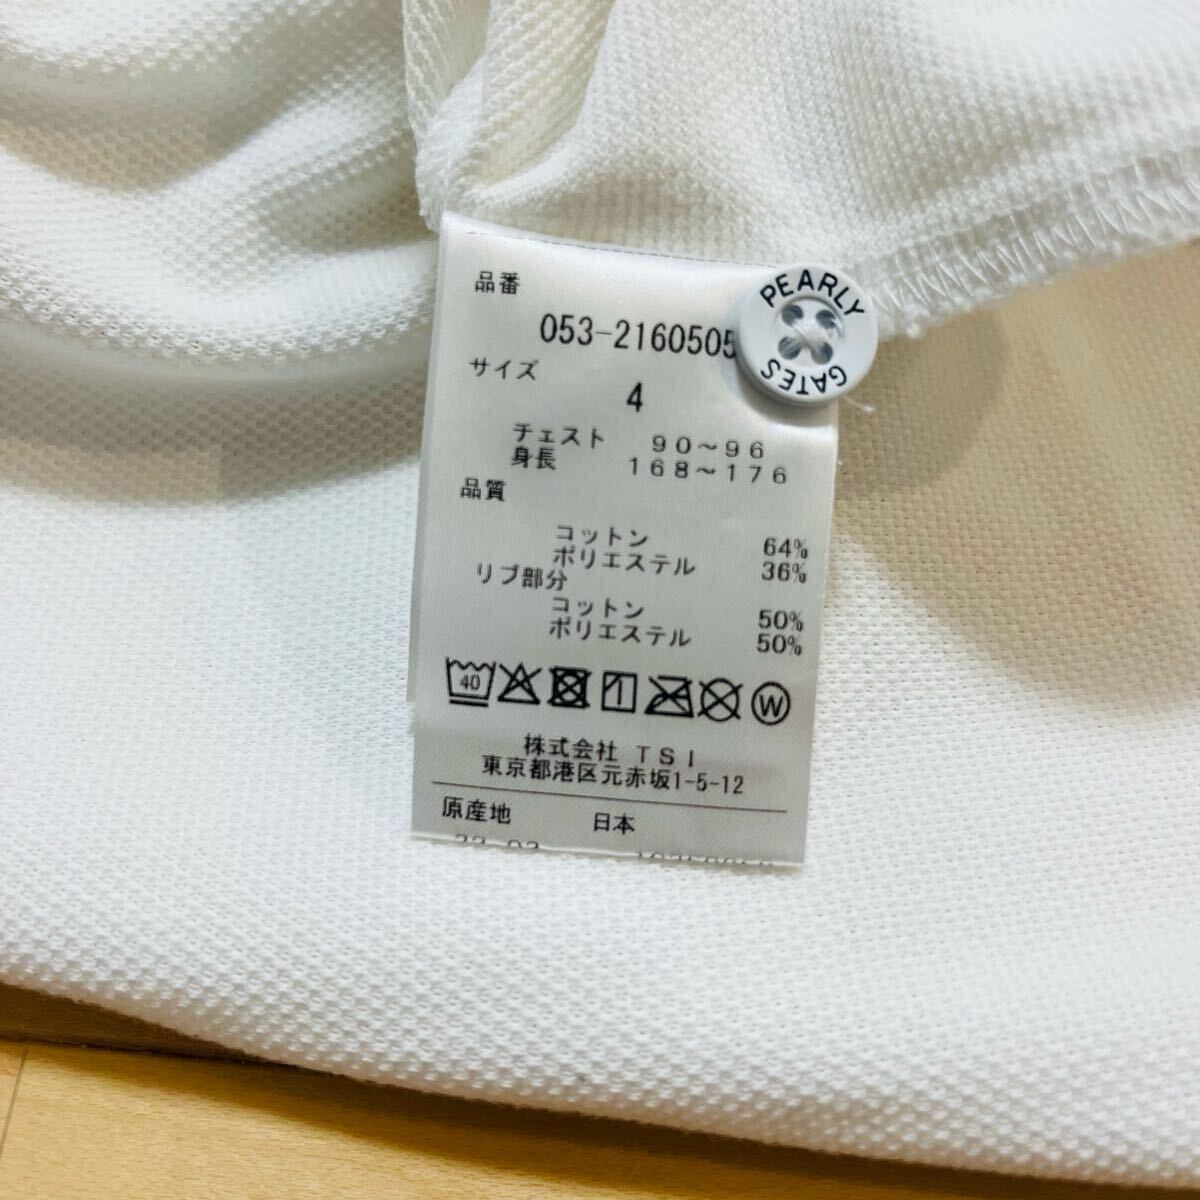 品番
053-2160505
PEARLY
GATES
サイズ
4
チェスト 90～96
身長 168～176
品質
コットン 64%
ポリエステル 36%
リブ部分
コットン 50%
ポリエステル 50%
40
W
株式会社 TSI
東京都港区元赤坂1-5-12
原産地 日本